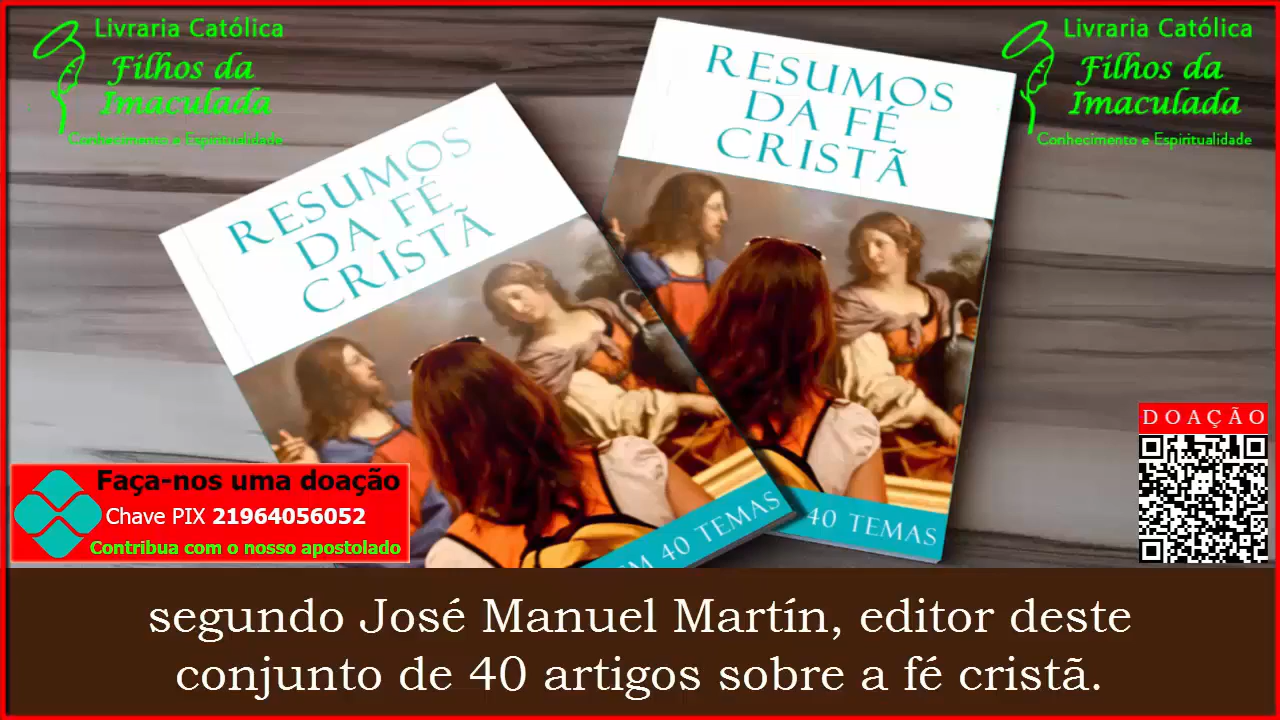 Livraria Católica
Filhos da
Imaculada
Conhecimento e Espiritualidade
Livraria Católica
Filhos da
Imaculada
Conhecimento e Espiritualidade
RESUMOS
DA FÉ
CRISTÃ
EM 40 TEMAS
RESUMOS
DA FÉ
CRISTÃ
40 TEMAS
DOAÇÃO
Faça-nos uma doação
Chave PIX 21964056052
Contribua com o nosso apostolado
segundo José Manuel Martín, editor deste
conjunto de 40 artigos sobre a fé cristã.